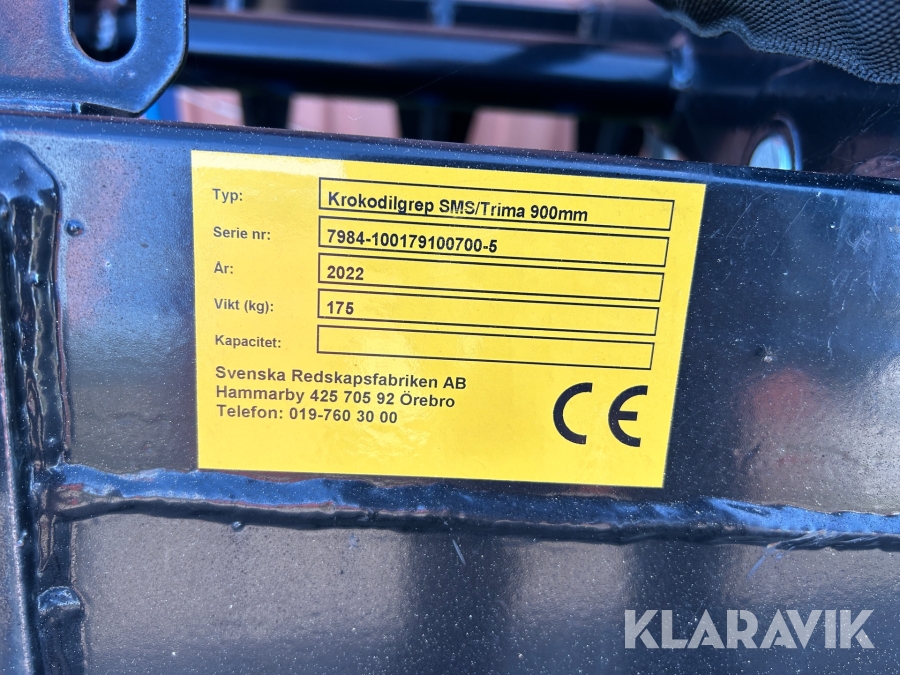 Typ: Krokodilgrep SMS/Trima 900mm
Serie nr: 7984-100179100700-5
År: 2022
Vikt (kg): 175
Kapacitet:
Svenska Redskapsfabriken AB
Hammarby 425 705 92 Örebro
Telefon: 019-760 30 00
CE
KLARAVIK